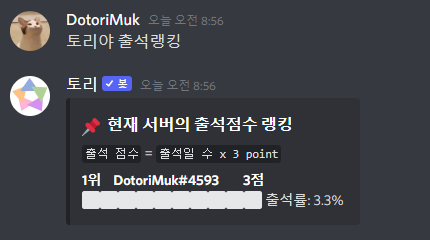 DotoriMuk 오늘 오전 8:56
토리야 출석랭킹
토리 ✓ 봇 오늘 오전 8:56
📌 현재 서버의 출석점수 랭킹
출석 점수 = 출석일 수 x 3 point
1위 DotoriMuk#4593 3점
출석률: 3.3%